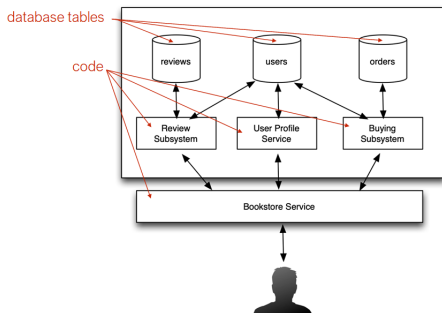 database tables
reviews
users
orders
code
Review
Subsystem
User Profile
Service
Buying
Subsystem
Bookstore Service